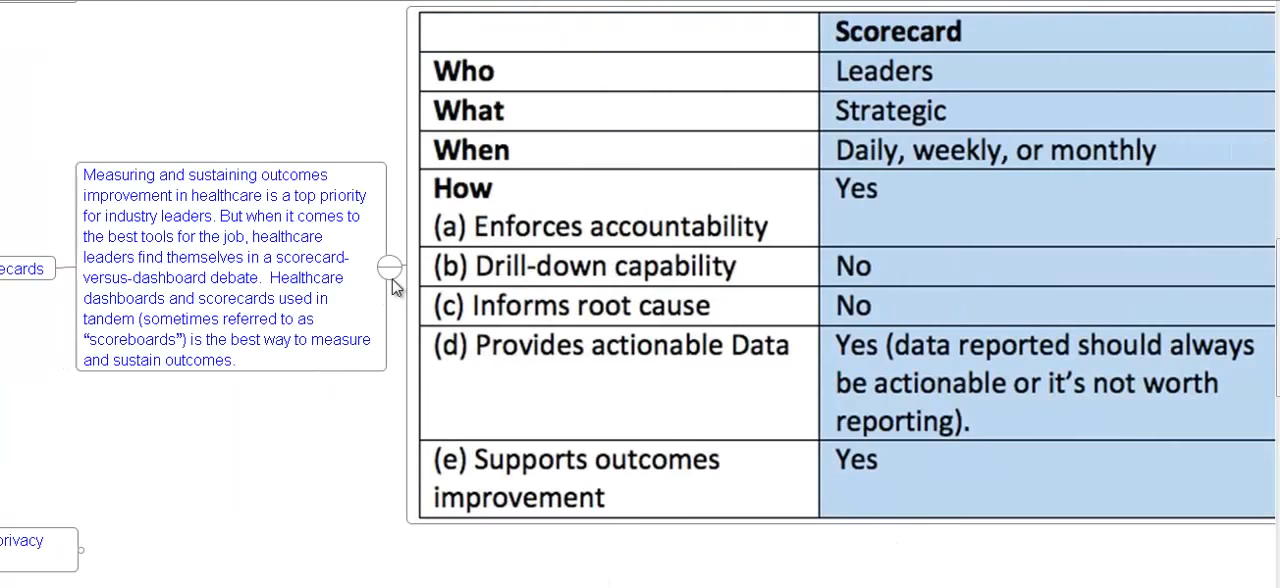 Measuring and sustaining outcomes
improvement in healthcare is a top priority
for industry leaders. But when it comes to
the best tools for the job, healthcare
leaders find themselves in a scorecard-
versus-dashboard debate.  Healthcare
dashboards and scorecards used in
tandem (sometimes referred to as
“scoreboards”) is the best way to measure
and sustain outcomes.
ecards
privacy
Scorecard
Who Leaders
What Strategic
When Daily, weekly, or monthly
How Yes
(a) Enforces accountability
(b) Drill-down capability No
(c) Informs root cause No
(d) Provides actionable Data Yes (data reported should always
be actionable or it’s not worth
reporting).
(e) Supports outcomes Yes
improvement